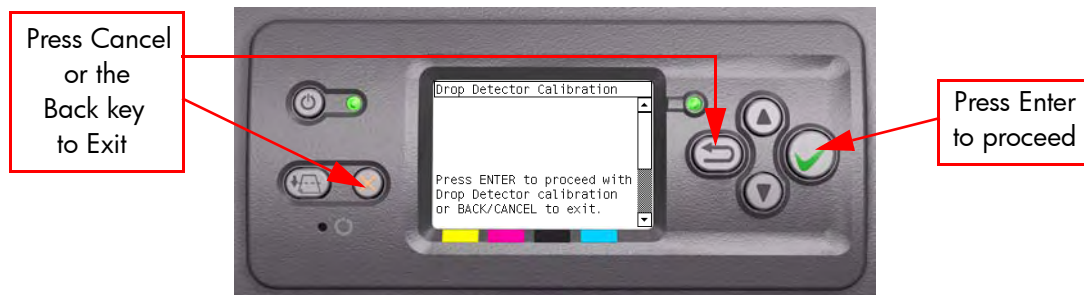 Press Cancel
or the
Back key
to Exit
Drop Detector Calibration
Press ENTER to proceed with
Drop Detector calibration
or BACK/CANCEL to exit.
Press Enter
to proceed